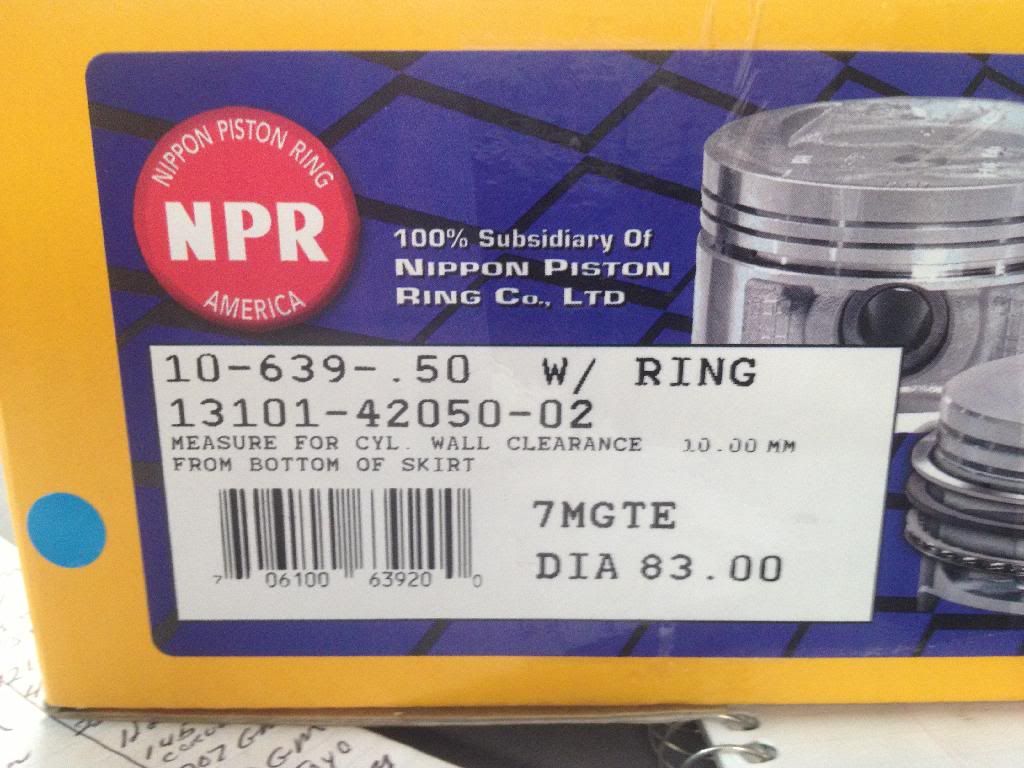 NIPPON PISTON RING
NPR
AMERICA
100% Subsidiary Of
NIPPON PISTON
RING CO., LTD
10-639-.50 W/ RING
13101-42050-02
MEASURE FOR CYL. WALL CLEARANCE 10.00 MM
FROM BOTTOM OF SKIRT
7MGTE
DIA 83.00
7 06100 63920 0